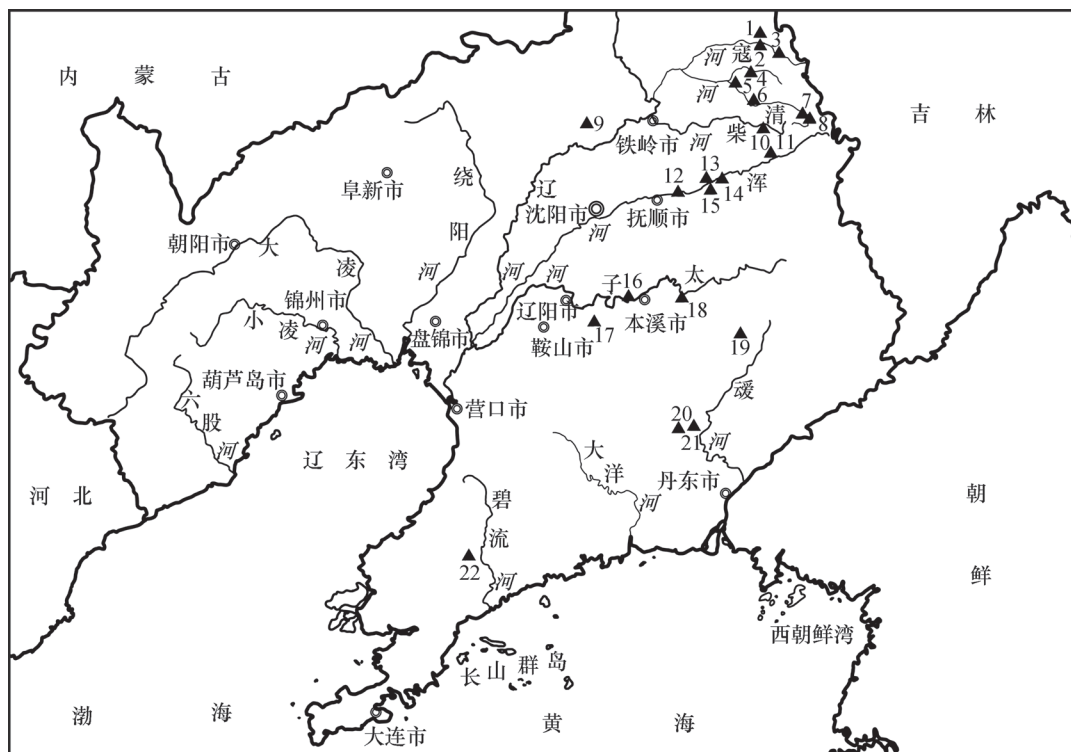 内蒙古
吉林
河北
朝鲜
渤海
黄海
辽东湾
西朝鲜湾
长山群岛
寇河
清河
柴河
浑河
辽河
太子河
绕阳河
大凌河
小凌河
六股河
大洋河
碧流河
叆河
铁岭市
阜新市
沈阳市
抚顺市
朝阳市
锦州市
盘锦市
辽阳市
鞍山市
本溪市
葫芦岛市
营口市
丹东市
大连市
1
2
3
4
5
6
7
8
9
10
11
12
13
14
15
16
17
18
19
20
21
22